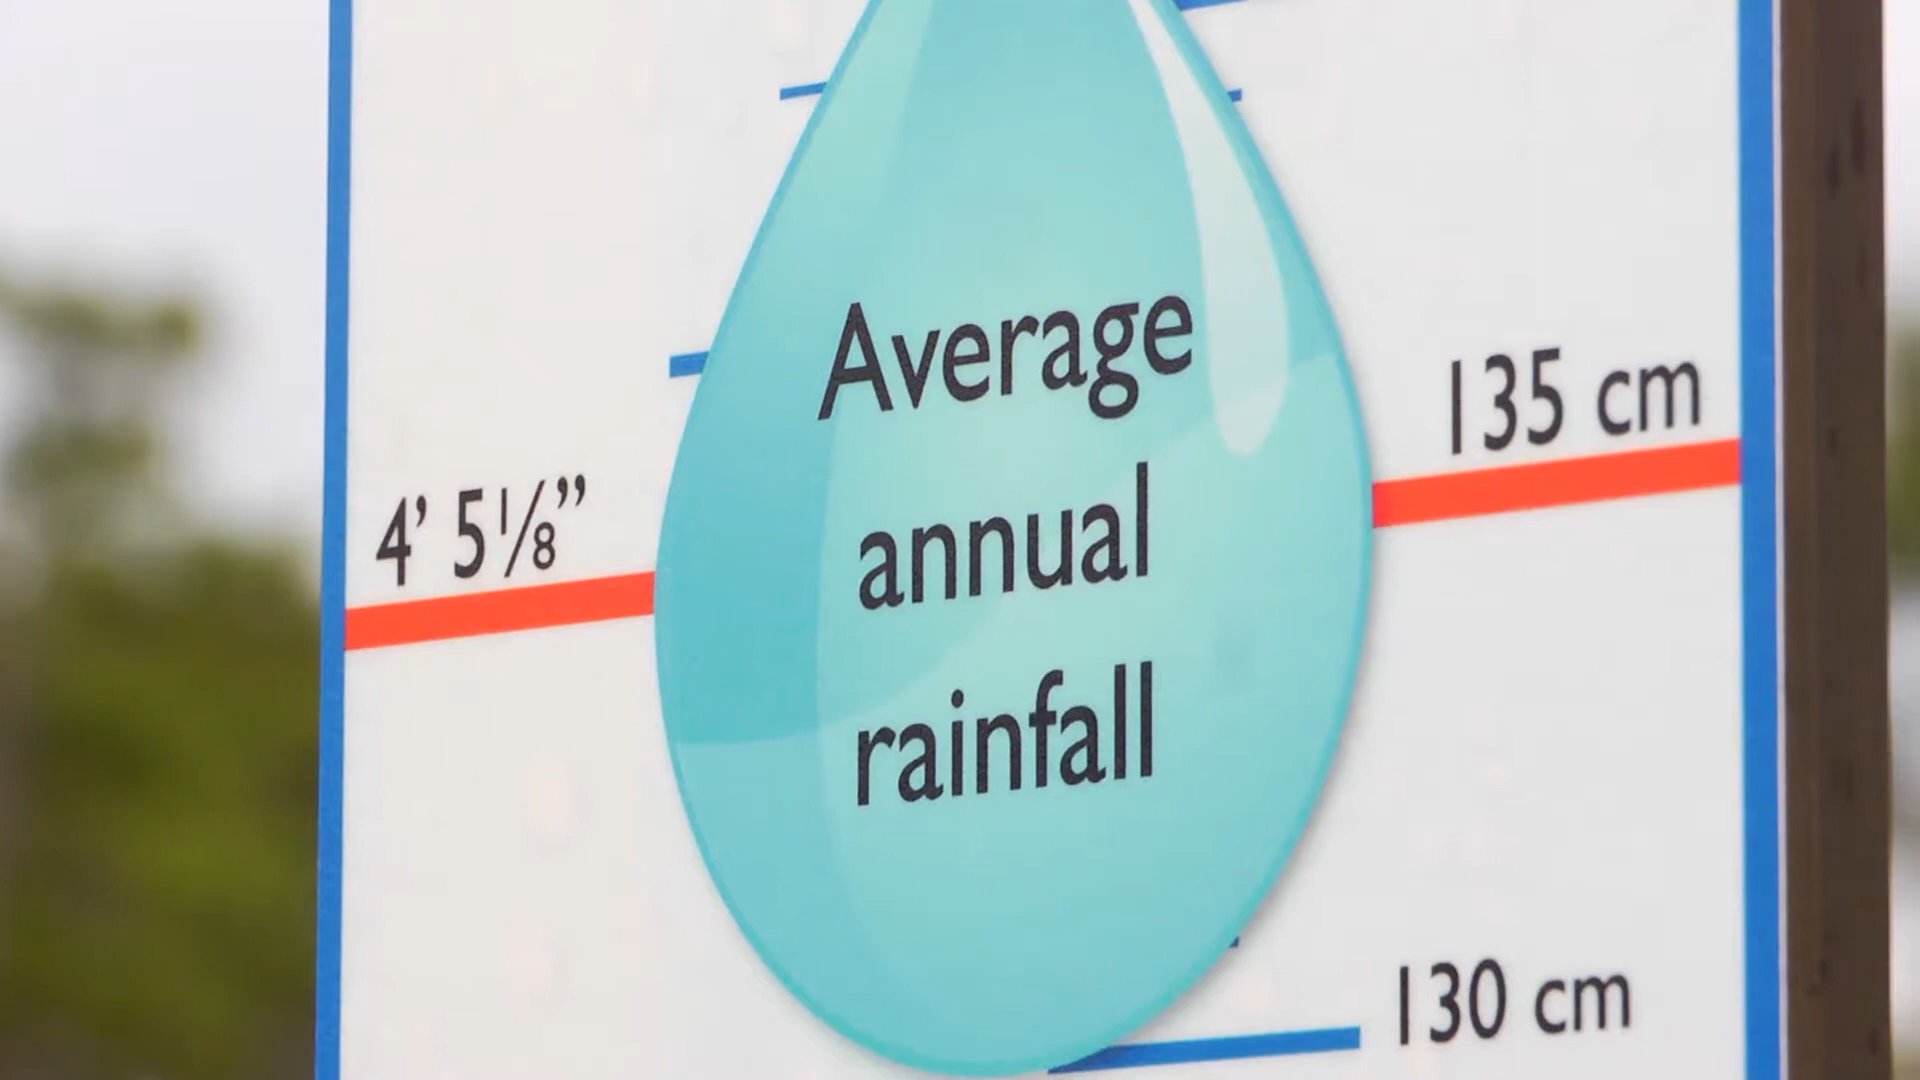 Average
annual
rainfall
4’ 5⅛”
135 cm
130 cm